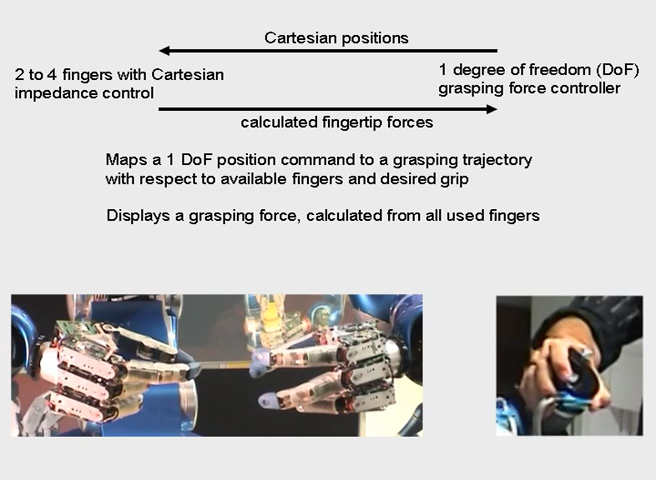 Cartesian positions
2 to 4 fingers with Cartesian
impedance control
1 degree of freedom (DoF)
grasping force controller
calculated fingertip forces
Maps a 1 DoF position command to a grasping trajectory
with respect to available fingers and desired grip
Displays a grasping force, calculated from all used fingers